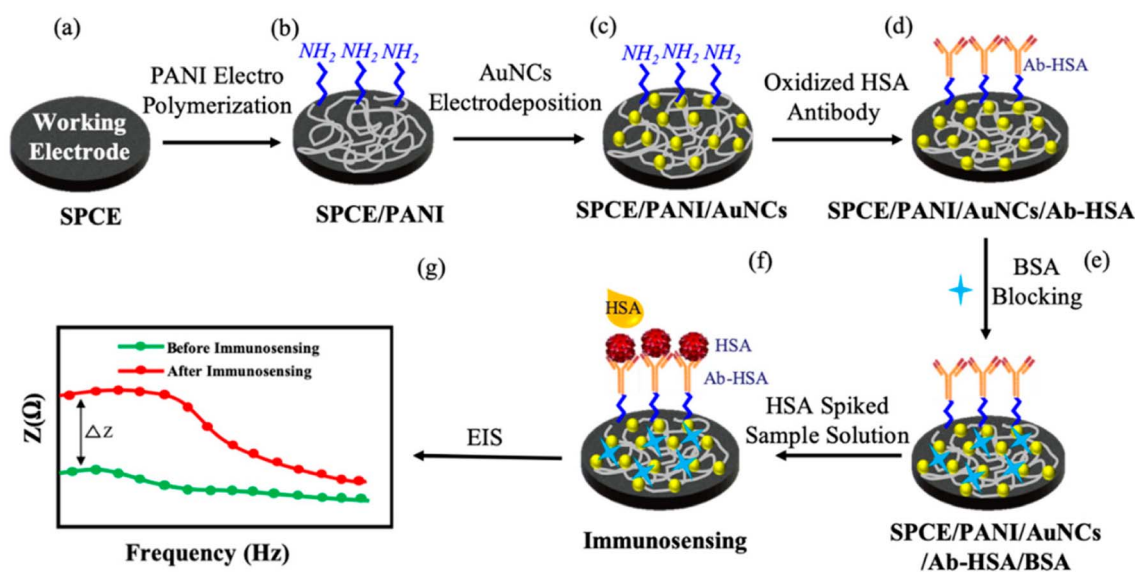 (a)
Working
Electrode
SPCE
PANI Electro
Polymerization
(b)
NH2 NH2 NH2
SPCE/PANI
AuNCs
Electrodeposition
(c)
NH2 NH2 NH2
SPCE/PANI/AuNCs
Oxidized HSA
Antibody
(d)
Ab-HSA
SPCE/PANI/AuNCs/Ab-HSA
BSA
Blocking
(e)
SPCE/PANI/AuNCs
/Ab-HSA/BSA
HSA Spiked
Sample Solution
(f)
HSA
HSA
Ab-HSA
Immunosensing
EIS
(g)
Before Immunosensing
After Immunosensing
Z(Ω)
△Z
Frequency (Hz)